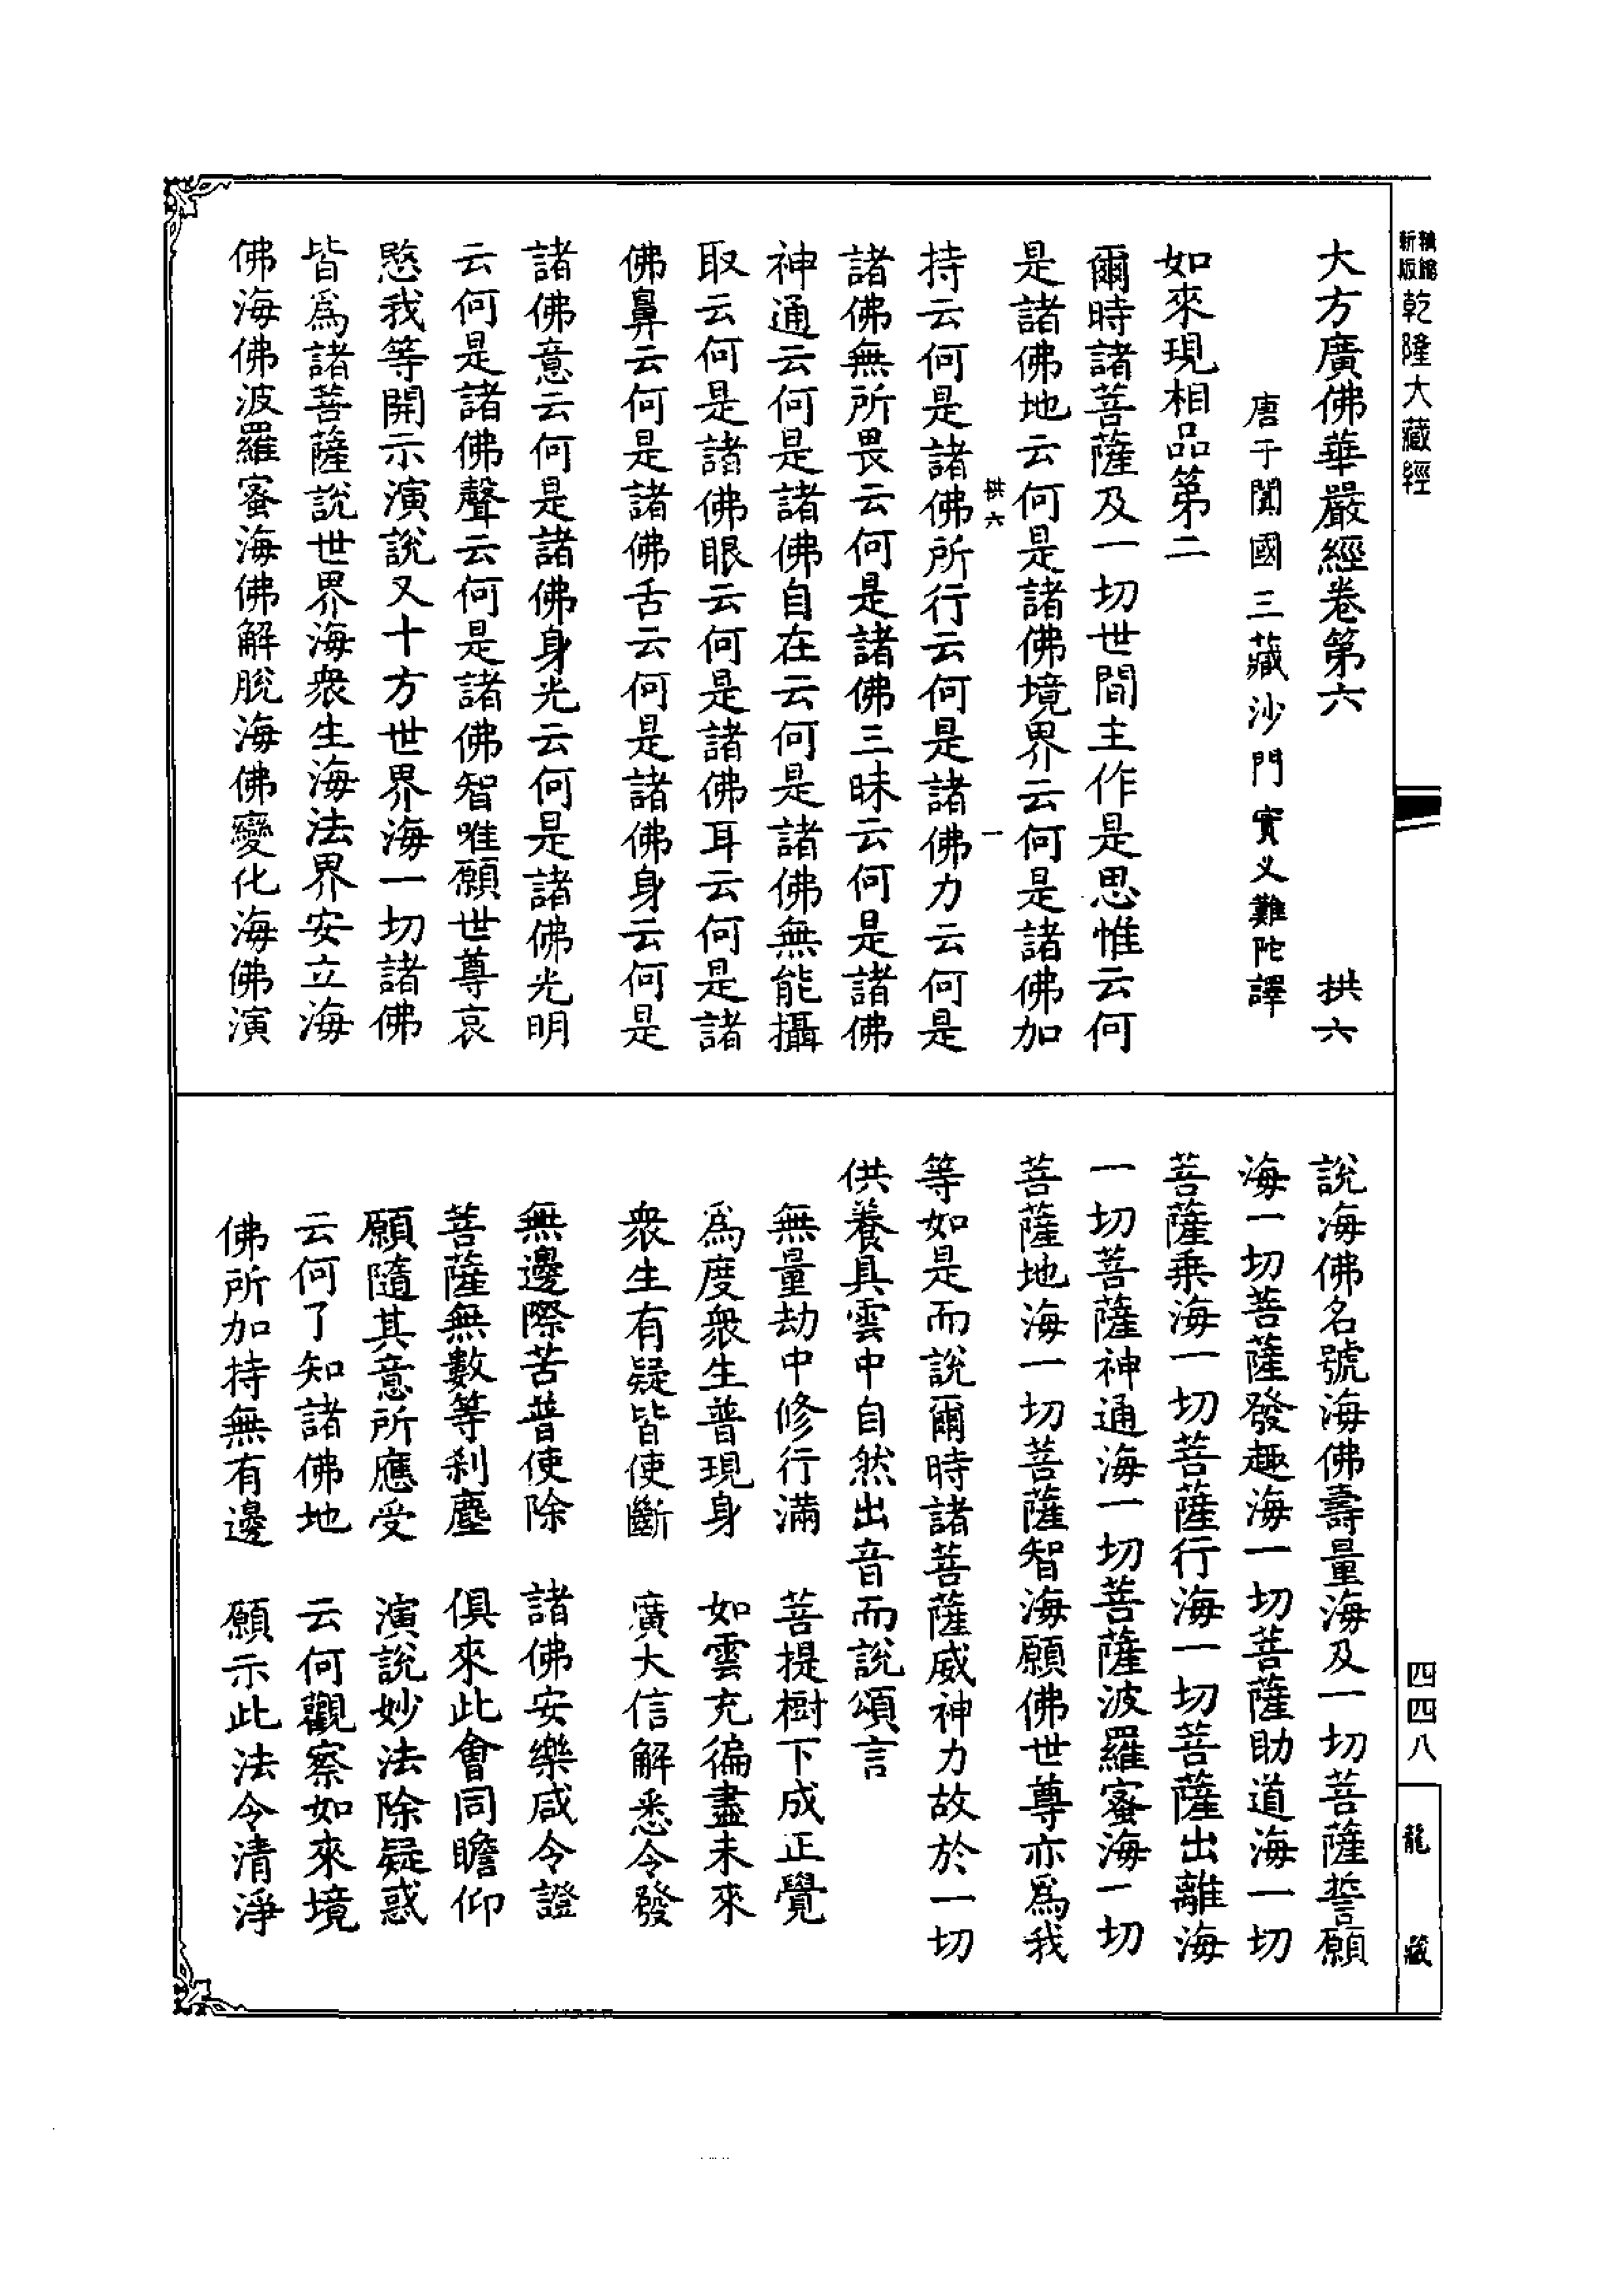 精縮新版乾隆大藏經
大方廣佛華嚴經卷第六 拱六
唐于闐國三藏沙門實叉難陀譯
如來現相品第二
爾時諸菩薩及一切世間主作是思惟云何
是諸佛地云何是諸佛境界云何是諸佛加
拱六 一
持云何是諸佛所行云何是諸佛力云何是
諸佛無所畏云何是諸佛三昧云何是諸佛
神通云何是諸佛自在云何是諸佛無能攝
取云何是諸佛眼云何是諸佛耳云何是諸
佛鼻云何是諸佛舌云何是諸佛身云何是
諸佛意云何是諸佛身光云何是諸佛光明
云何是諸佛聲云何是諸佛智唯願世尊哀
愍我等開示演說又十方世界海一切諸佛
皆為諸菩薩說世界海衆生海法界安立海
佛海佛波羅蜜海佛解脫海佛變化海佛演
說海佛名號海佛壽量海及一切菩薩誓願
海一切菩薩發趣海一切菩薩助道海一切
菩薩乗海一切菩薩行海一切菩薩出離海
一切菩薩神通海一切菩薩波羅蜜海一切
菩薩地海一切菩薩智海願佛世尊亦為我
等如是而說爾時諸菩薩威神力故於一切
供養具雲中自然出音而說頌言
無量劫中修行滿 菩提樹下成正覺
為度衆生普現身 如雲充徧盡未來
衆生有疑皆使斷 廣大信解悉令發
無邊際苦普使除 諸佛安樂咸令證
菩薩無數等刹塵 俱來此會同瞻仰
願隨其意所應受 演說妙法除疑惑
云何了知諸佛地 云何觀察如來境
佛所加持無有邊 願示此法令清淨
四四八
龍藏